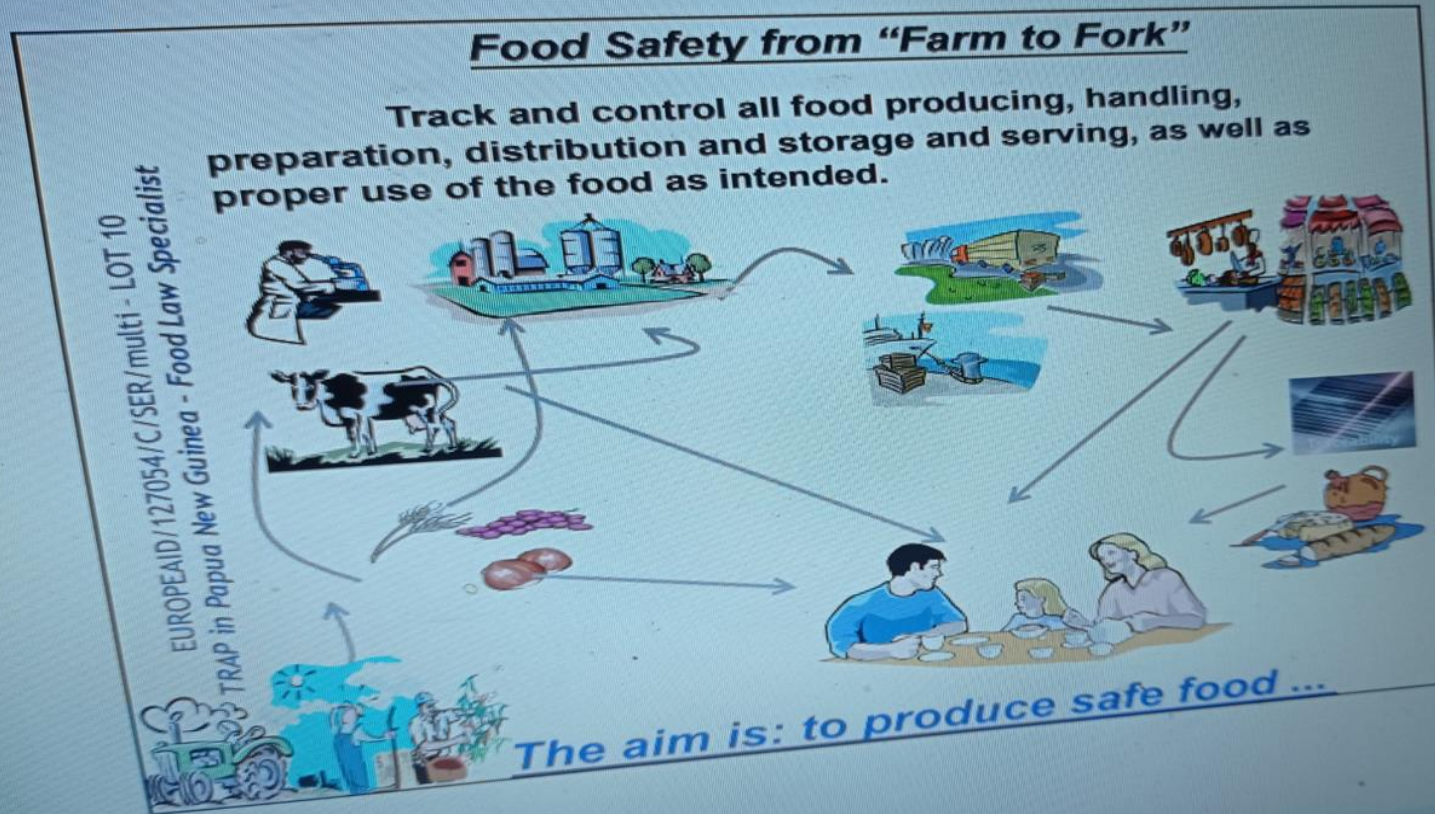 Food Safety from “Farm to Fork”
Track and control all food producing, handling,
preparation, distribution and storage and serving, as well as
proper use of the food as intended.
EUROPEAID/127054/C/SER/multi - LOT 10
TRAP in Papua New Guinea - Food Law Specialist
The aim is: to produce safe food ...